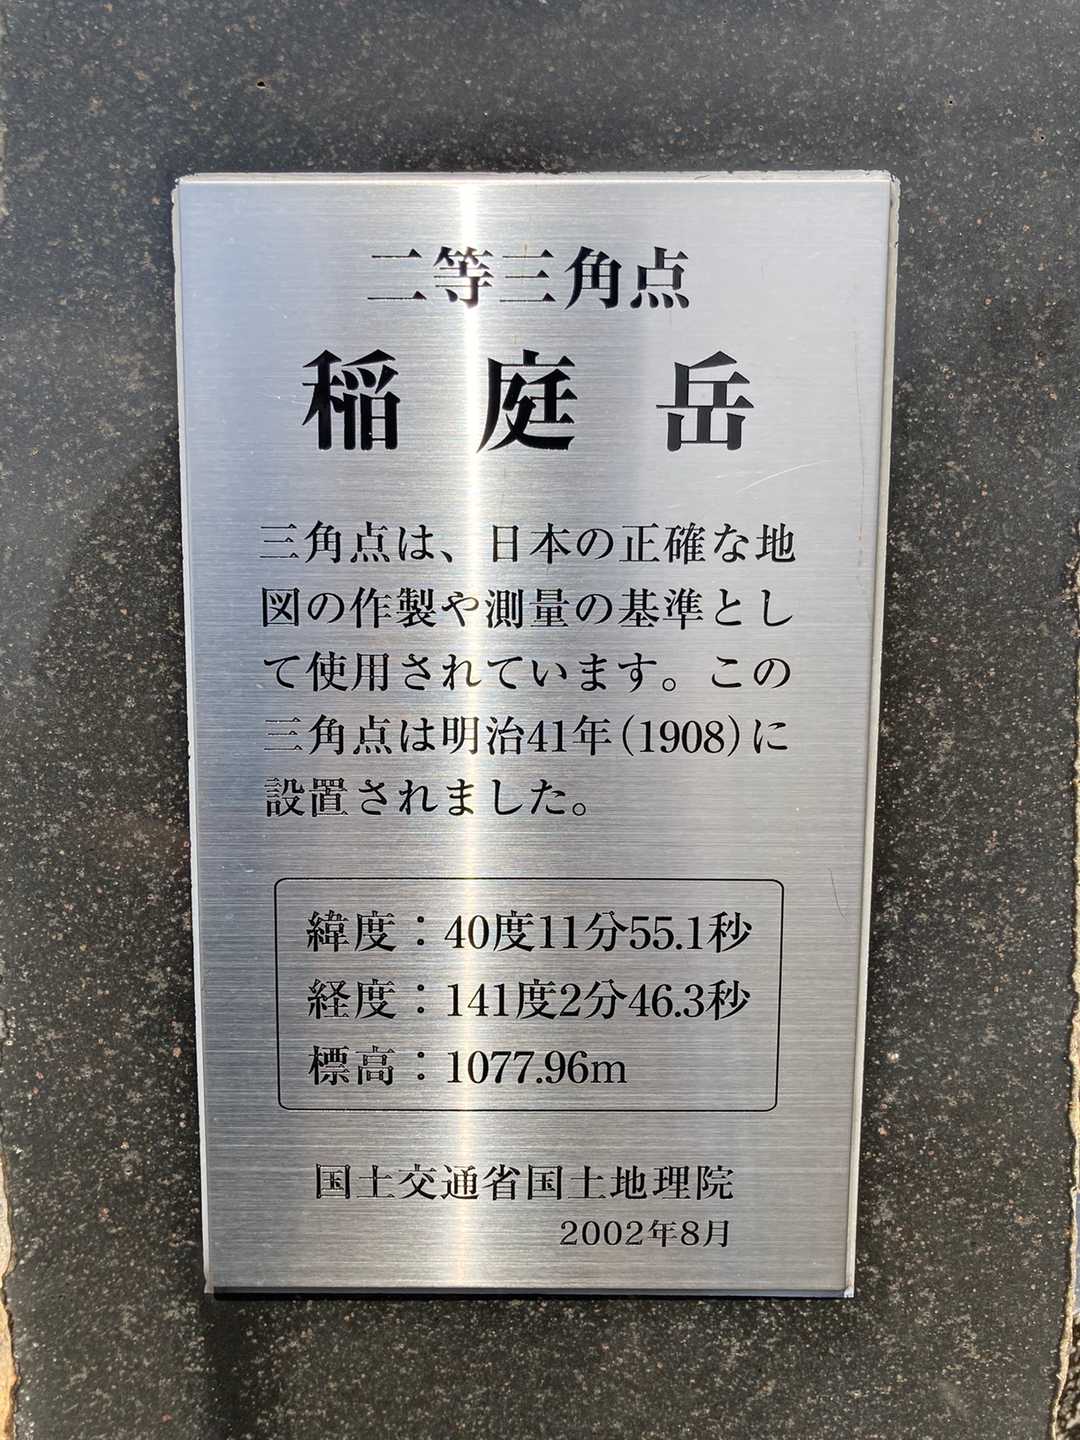 二等三角点
稲庭岳
三角点は、日本の正確な地
図の作製や測量の基準とし
て使用されています。この
三角点は明治41年(1908)に
設置されました。
緯度：40度11分55.1秒
経度：141度2分46.3秒
標高：1077.96m
国土交通省国土地理院
2002年8月